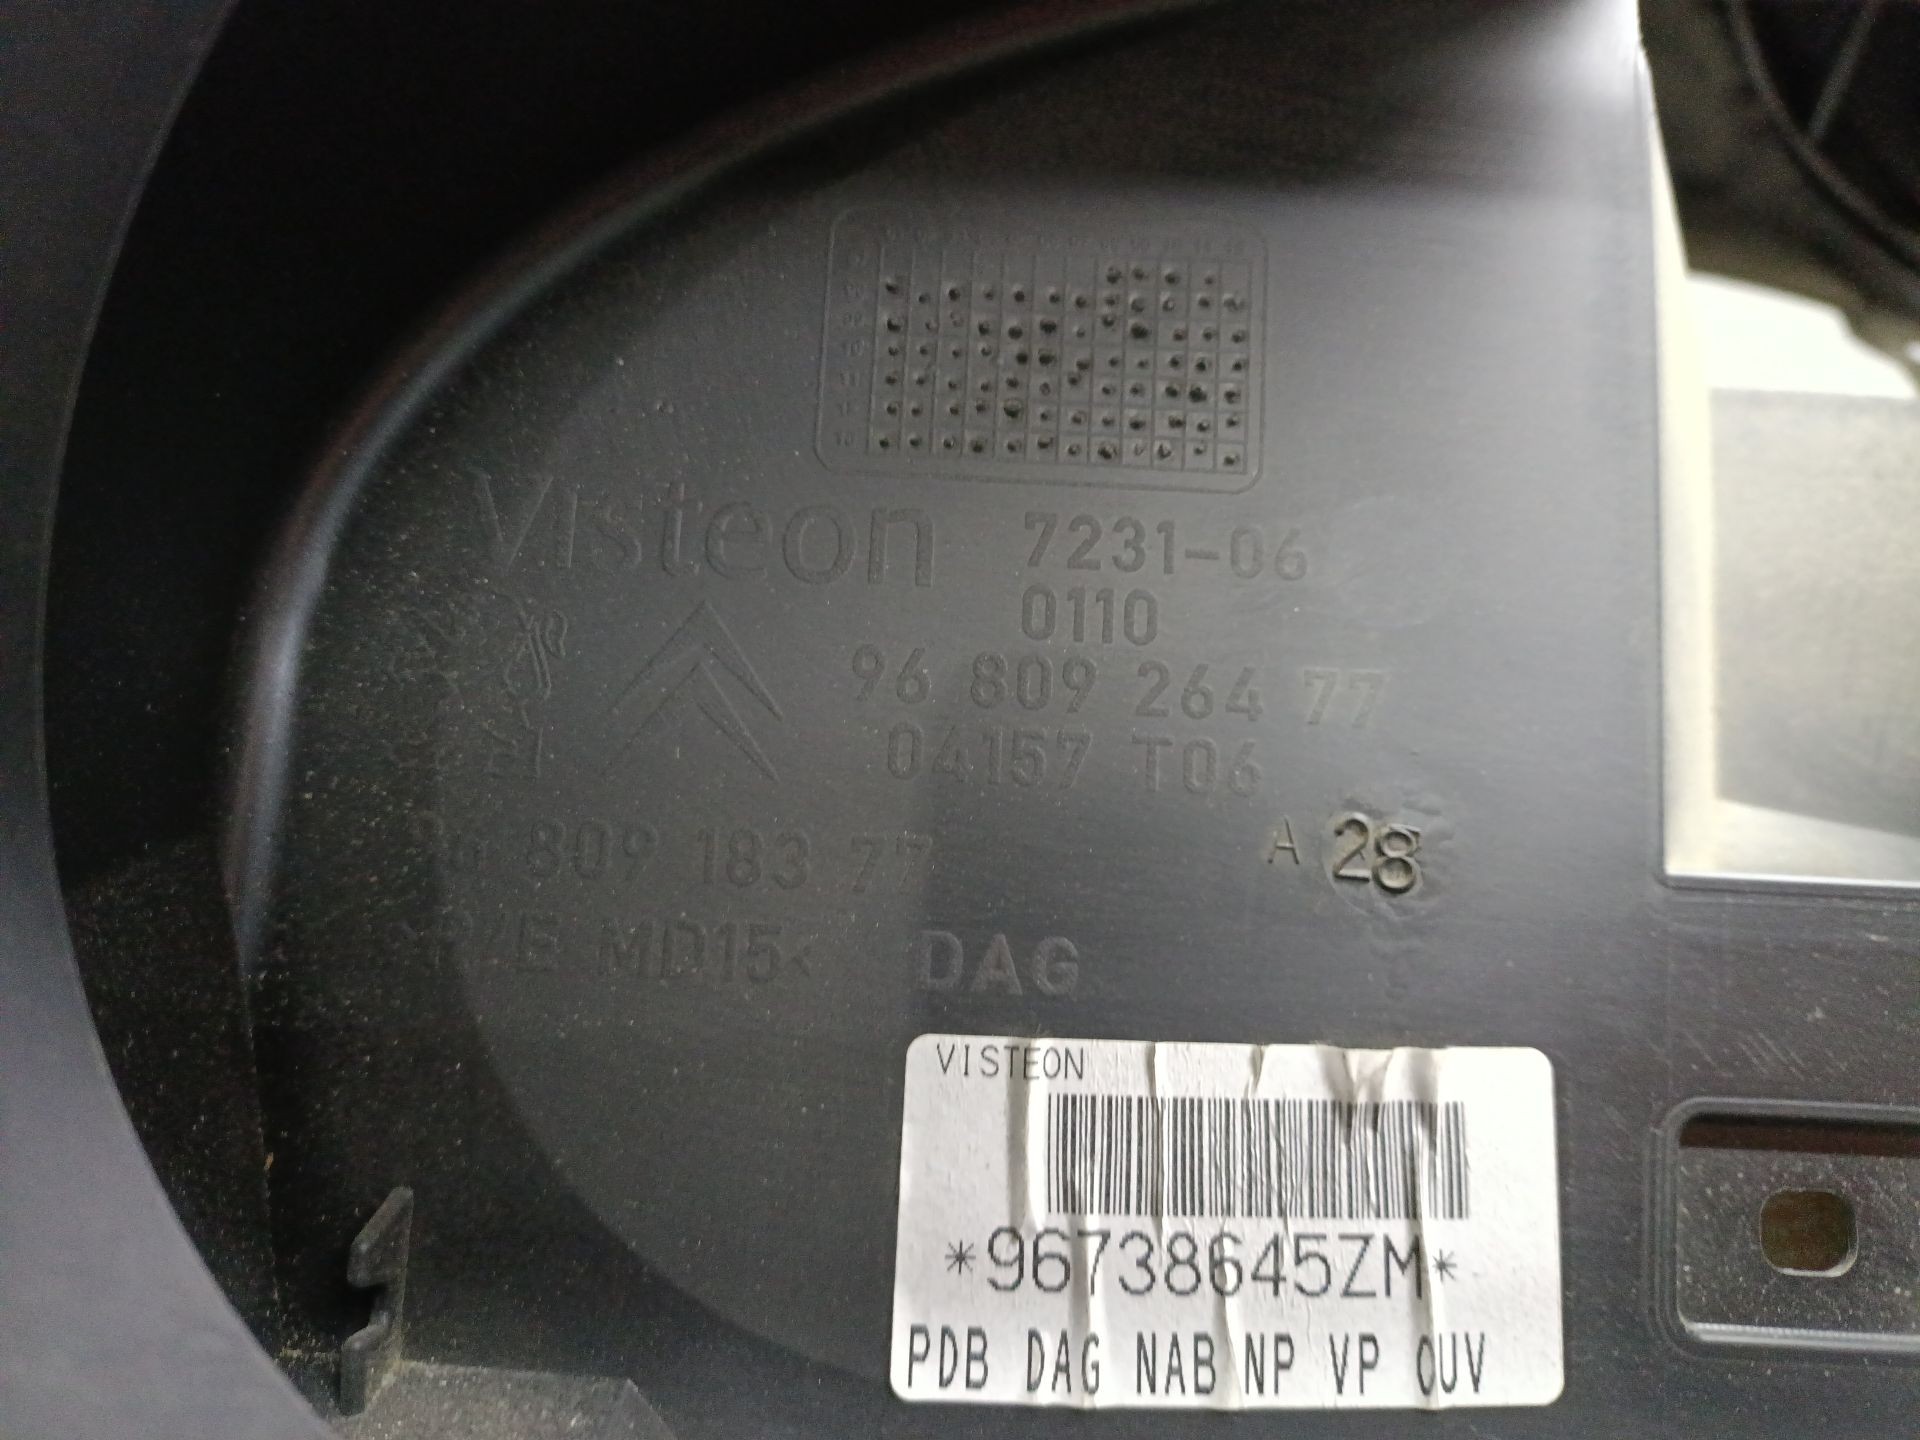 Visteon 7231-06
0110
96 809 264 77
04157 T06
96 809 183 77
A 28
>P/E MD15<
DAG
VISTEON
*96738645ZM*
PDB DAG NAB NP VP OUV